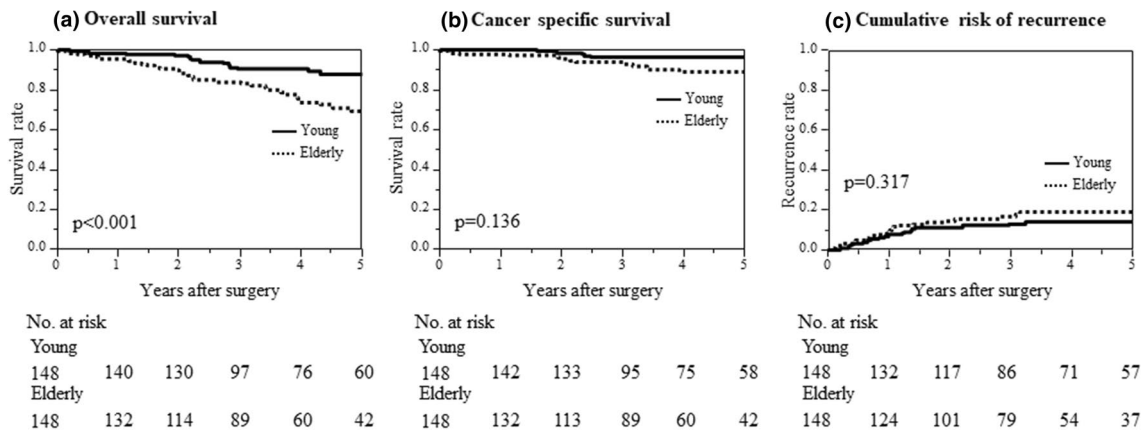 (a) Overall survival
1.0
0.8
0.6
0.4
0.2
0.0
Survival rate
Young
Elderly
p<0.001
0 1 2 3 4 5
Years after surgery
No. at risk
Young
148 140 130 97 76 60
Elderly
148 132 114 89 60 42
(b) Cancer specific survival
1.0
0.8
0.6
0.4
0.2
0.0
Survival rate
Young
Elderly
p=0.136
0 1 2 3 4 5
Years after surgery
No. at risk
Young
148 142 133 95 75 58
Elderly
148 132 113 89 60 42
(c) Cumulative risk of recurrence
1.0
0.8
0.6
0.4
0.2
0.0
Recurrence rate
Young
Elderly
p=0.317
0 1 2 3 4 5
Years after surgery
No. at risk
Young
148 132 117 86 71 57
Elderly
148 124 101 79 54 37